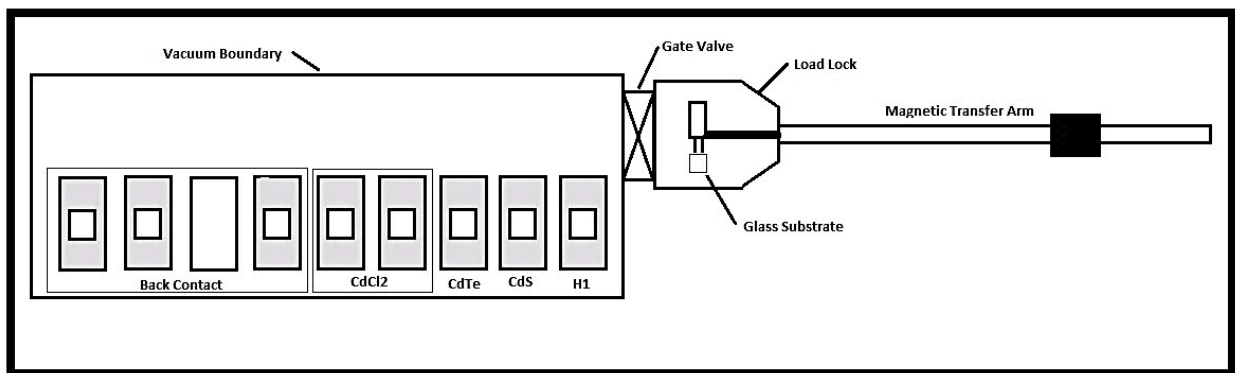 Gate Valve
Vacuum Boundary
Load Lock
Magnetic Transfer Arm
Glass Substrate
Back Contact
CdCl2
CdTe
CdS
H1